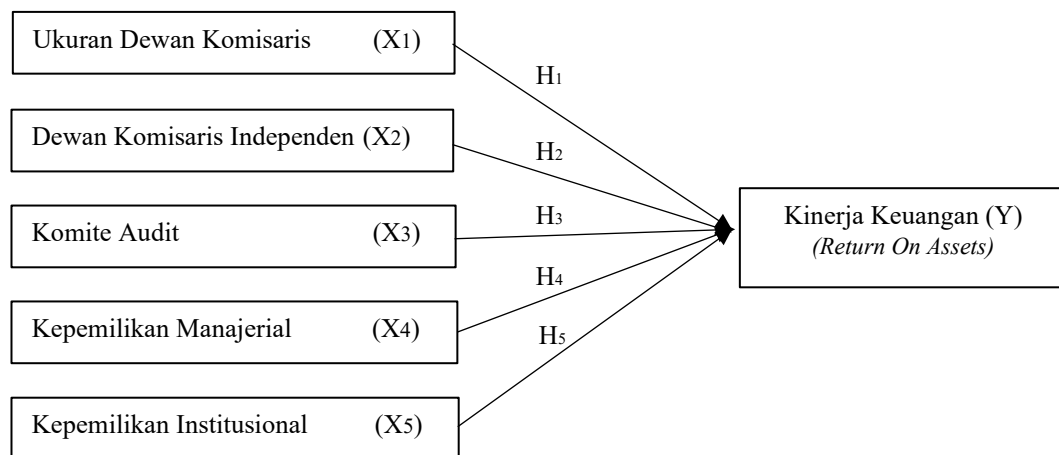 Ukuran Dewan Komisaris (X1)
H1
Dewan Komisaris Independen (X2)
H2
Komite Audit (X3)
H3
Kinerja Keuangan (Y)
(Return On Assets)
Kepemilikan Manajerial (X4)
H4
Kepemilikan Institusional (X5)
H5